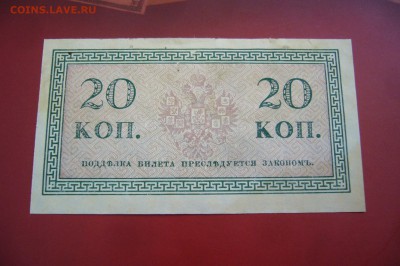 COINS.LAVE.RU
20 20
КОП. КОП.
ПОДДѢЛКА БИЛЕТА ПРЕСЛѢДУЕТСЯ ЗАКОНОМЪ.